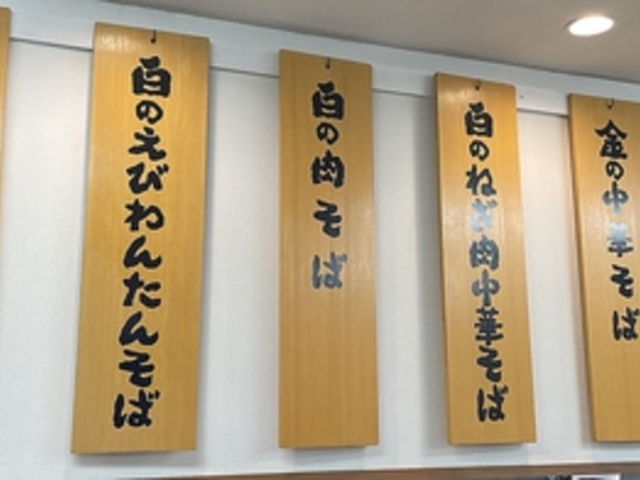 白のえびわんたんそば
白の肉そば
白のねぎ肉中華そば
金の中華そば